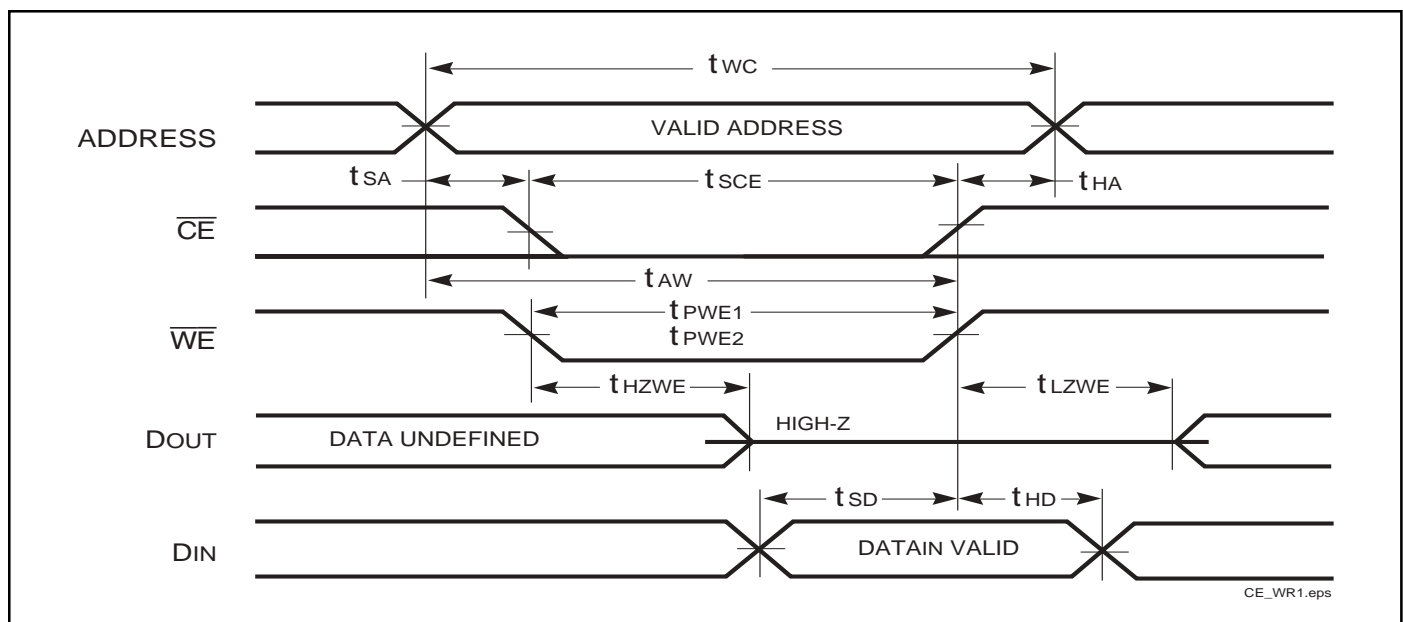 tWC
ADDRESS
VALID ADDRESS
tSA
tSCE
tHA
CE
tAW
tPWE1
WE
tPWE2
tHZWE
tLZWE
HIGH-Z
DOUT
DATA UNDEFINED
tSD
tHD
DIN
DATAIN VALID
CE_WR1.eps